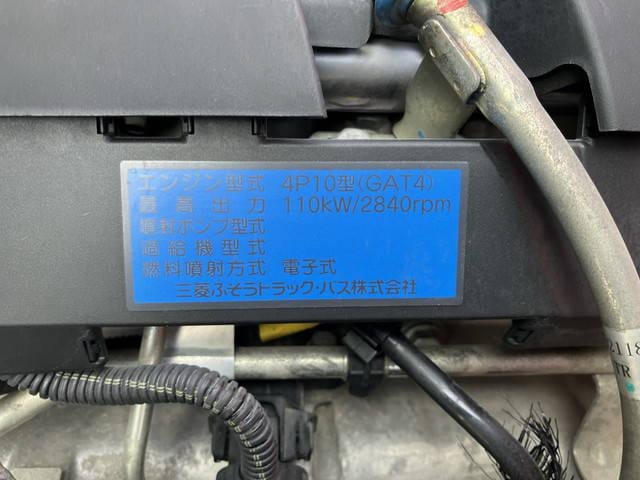 エンジン型式 4P10型(GAT4)
最高出力 110kW/2840rpm
噴射ポンプ型式
過給機型式
燃料噴射方式 電子式
三菱ふそうトラック・バス株式会社
2118
TR